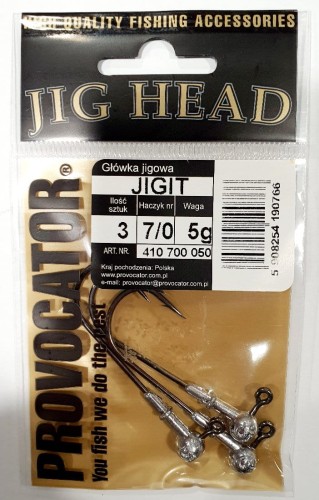 HIGH QUALITY FISHING ACCESSORIES
JIG HEAD
PROVOCATOR®
You fish we do the best
Główka jigowa
JIGIT
Ilość sztuk
Haczyk nr
Waga
3
7/0
5g
ART. NR.
410 700 050
Kraj pochodzenia: Polska
www.provocator.com.pl
e-mail: provocator@provocator.com.pl
5 908254 190766